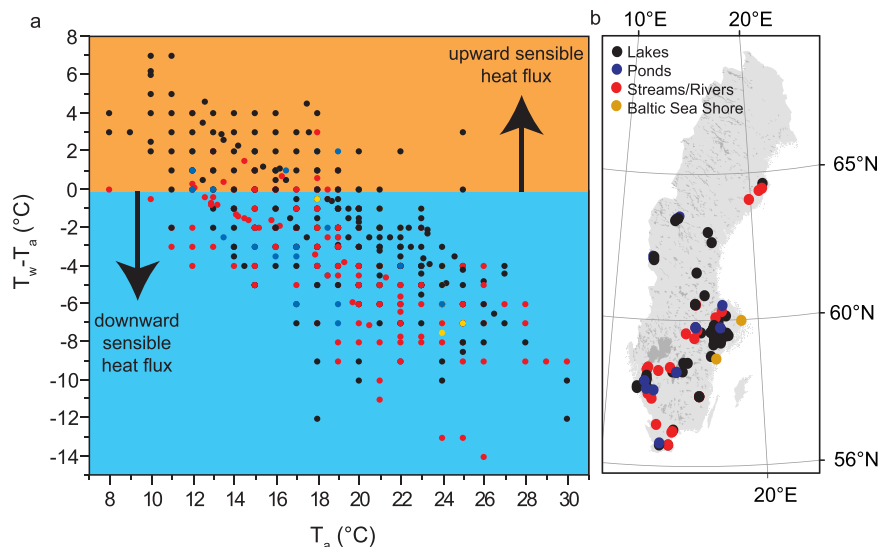 a
8
6
4
2
0
-2
-4
-6
-8
-10
-12
-14
Tw-Ta (°C)
upward sensible
heat flux
downward
sensible
heat flux
8 10 12 14 16 18 20 22 24 26 28 30
Ta (°C)
b
10°E 20°E
Lakes
Ponds
Streams/Rivers
Baltic Sea Shore
65°N
60°N
56°N
20°E